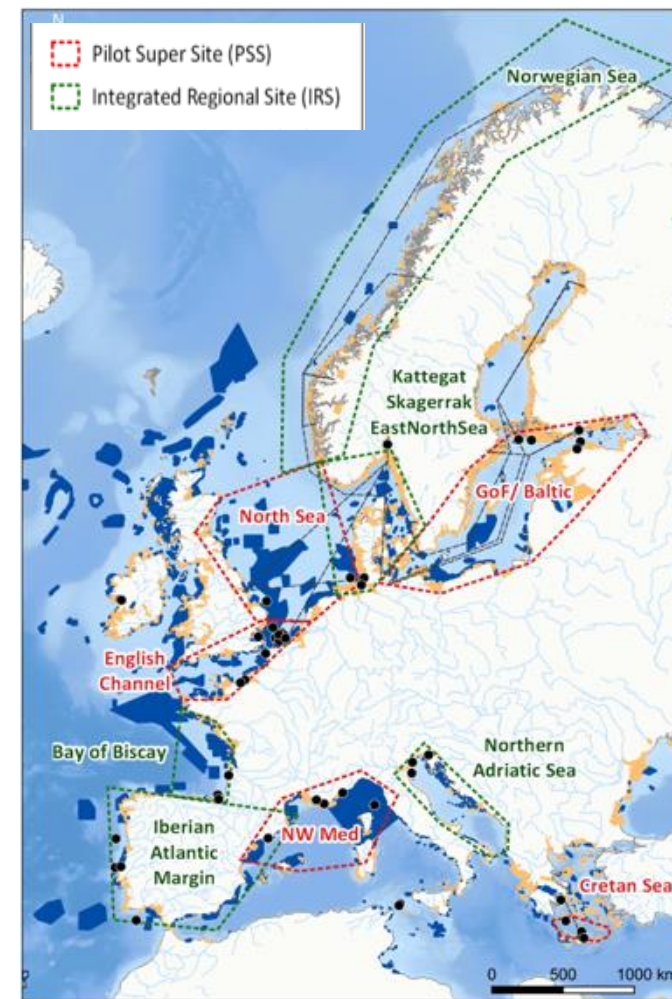 N
Pilot Super Site (PSS)
Integrated Regional Site (IRS)
Norwegian Sea
Kattegat
Skagerrak
EastNorthSea
North Sea
GoF/ Baltic
English
Channel
Bay of Biscay
Northern
Adriatic Sea
Iberian
Atlantic
Margin
NW Med
Cretan Sea
0 500 1000 km